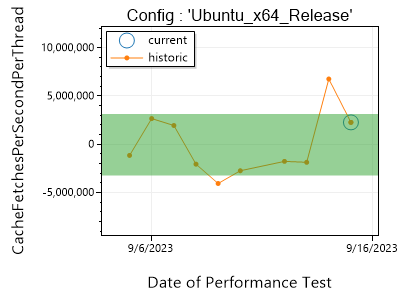 Config : 'Ubuntu_x64_Release'
current
historic
CacheFetchesPerSecondPerThread
10,000,000
5,000,000
0
-5,000,000
9/6/2023
9/16/2023
Date of Performance Test